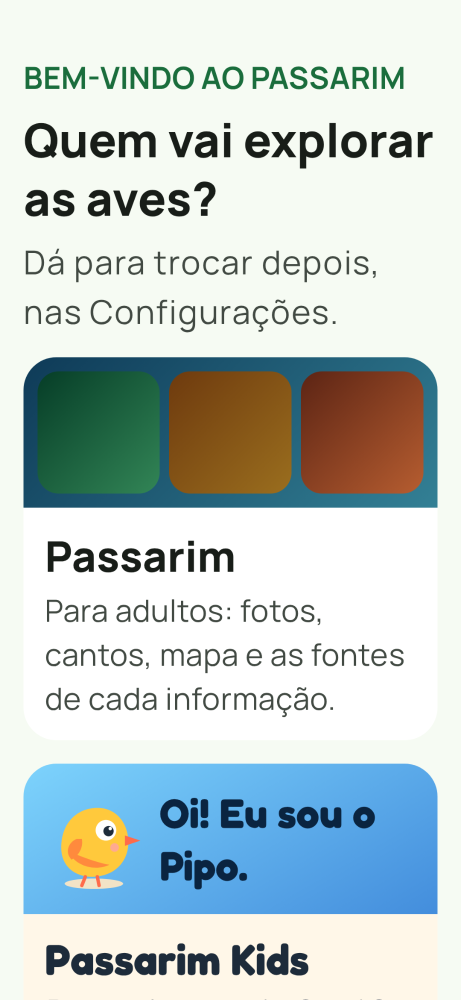 BEM-VINDO AO PASSARIM
Quem vai explorar
as aves?
Dá para trocar depois,
nas Configurações.
Passarim
Para adultos: fotos,
cantos, mapa e as fontes
de cada informação.
Oi! Eu sou o
Pipo.
Passarim Kids